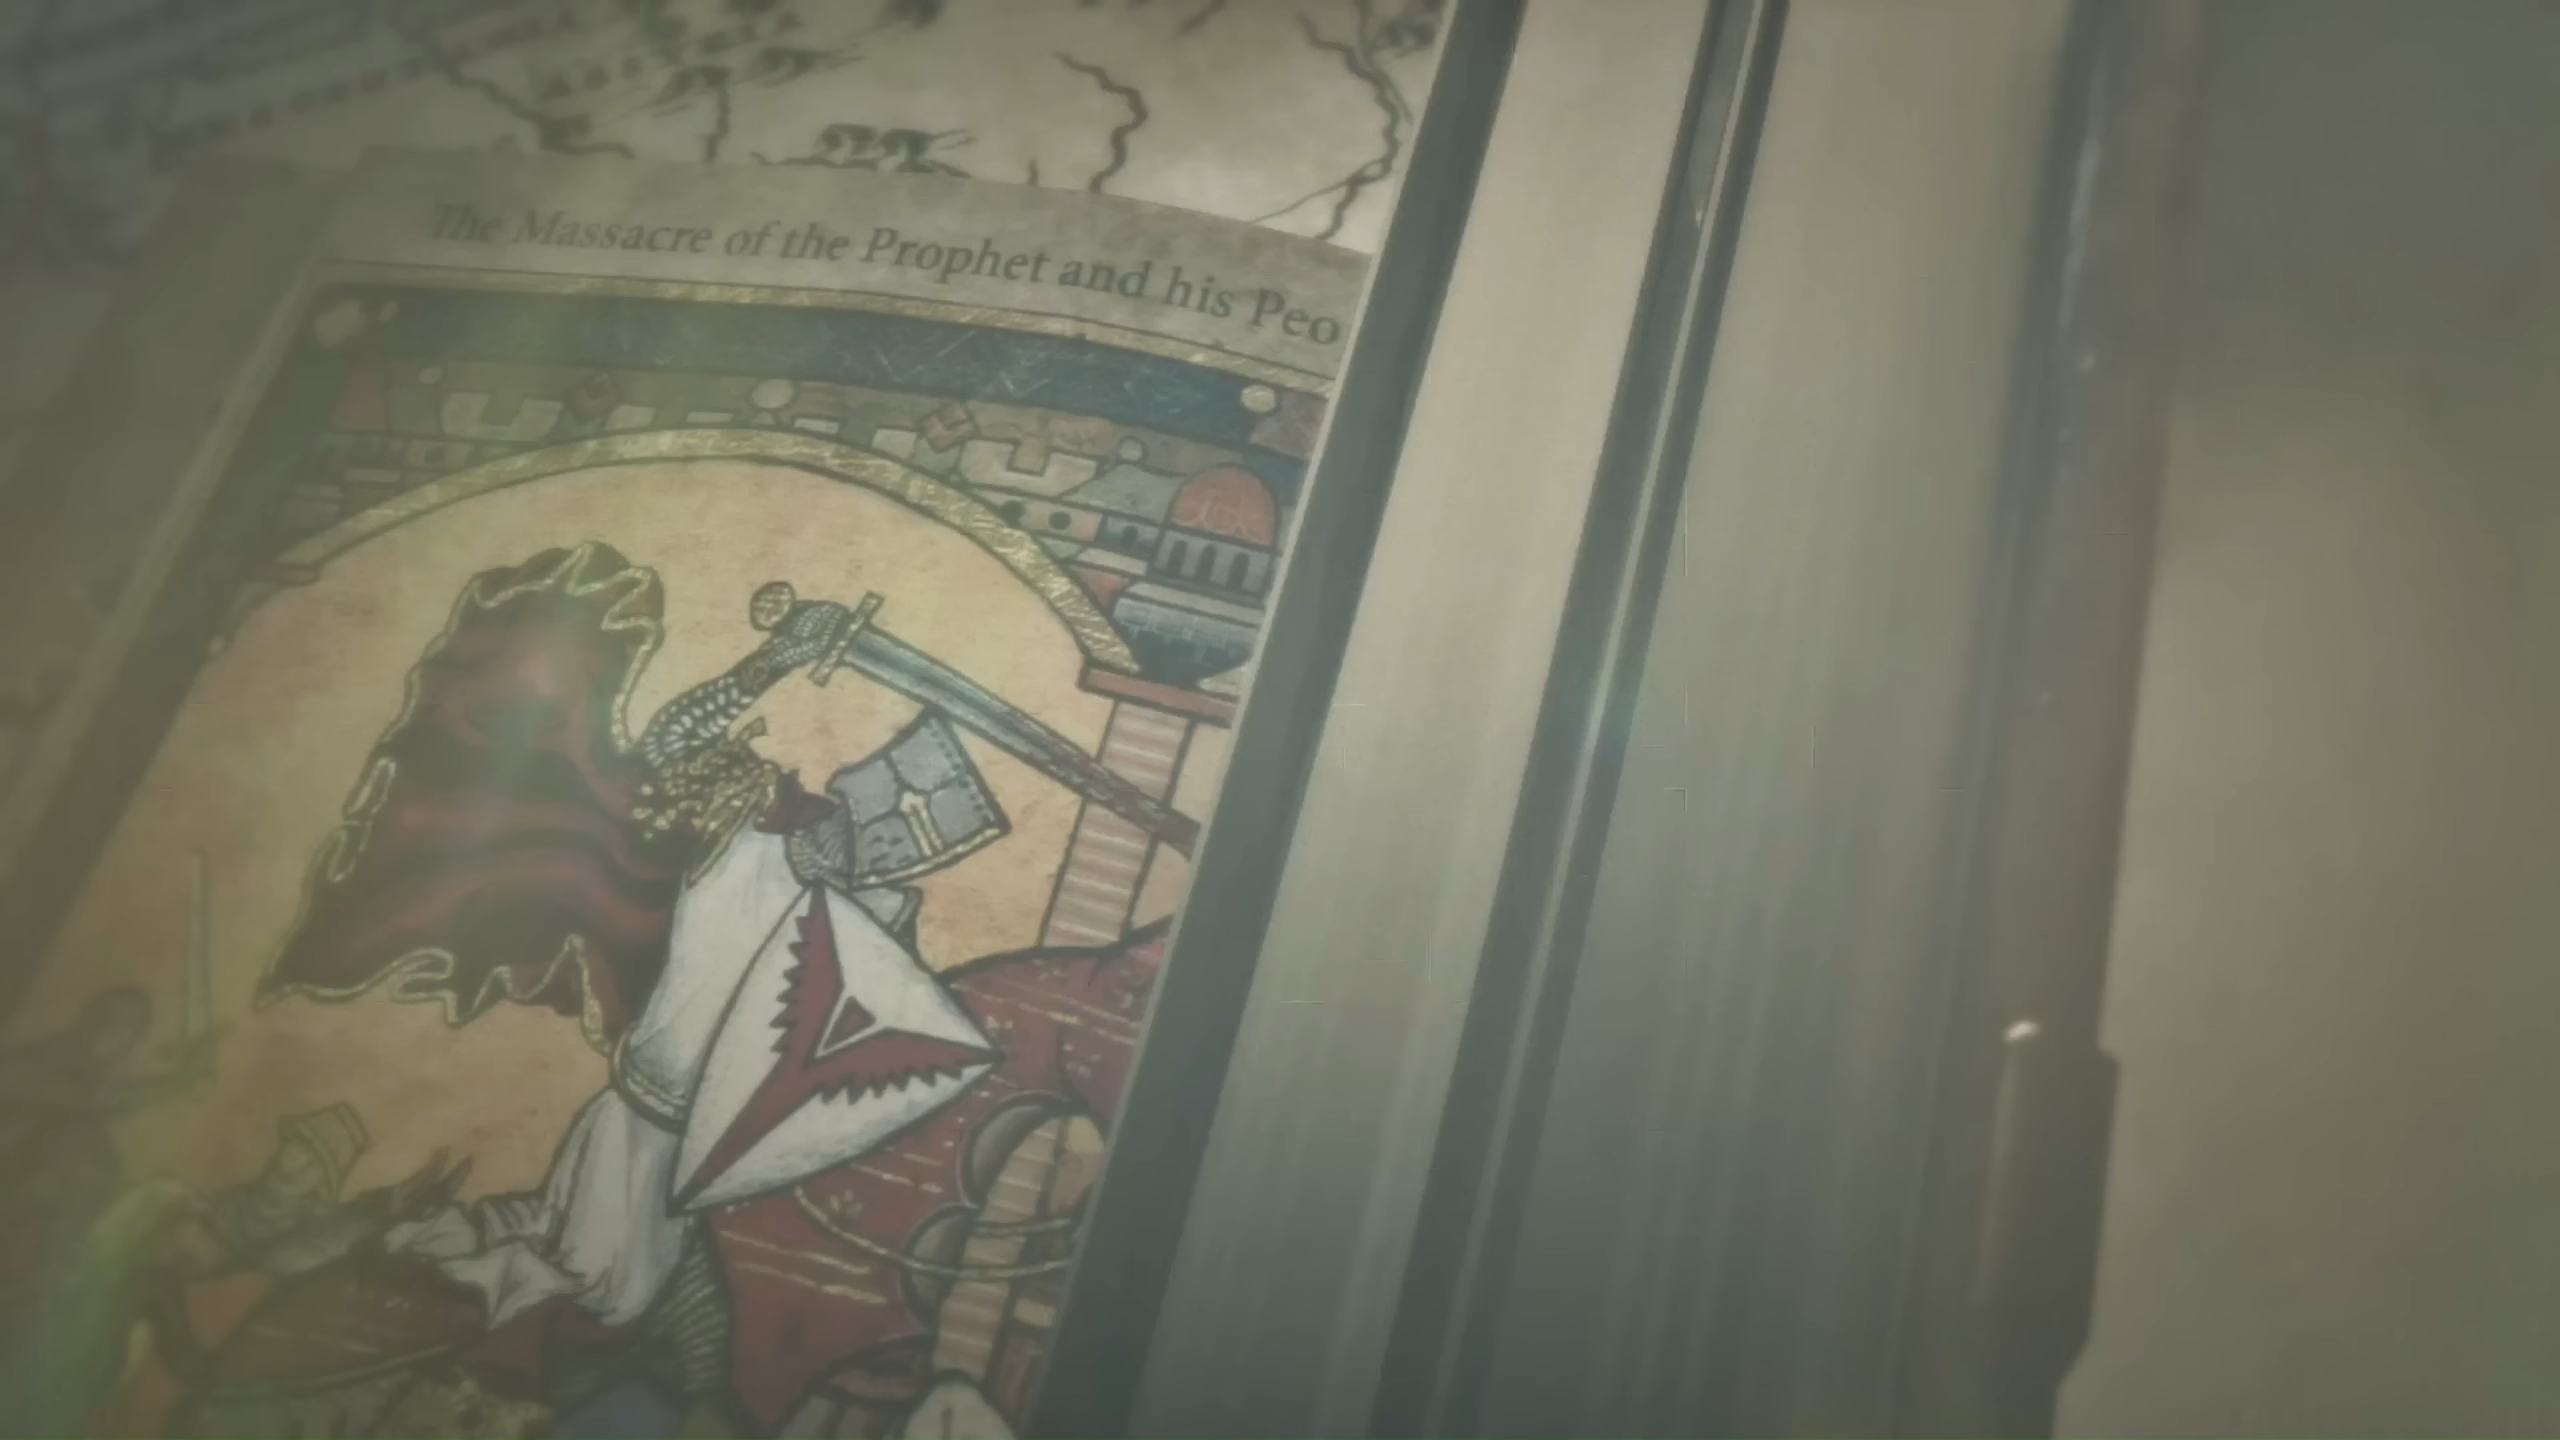 The Massacre of the Prophet and his Peo